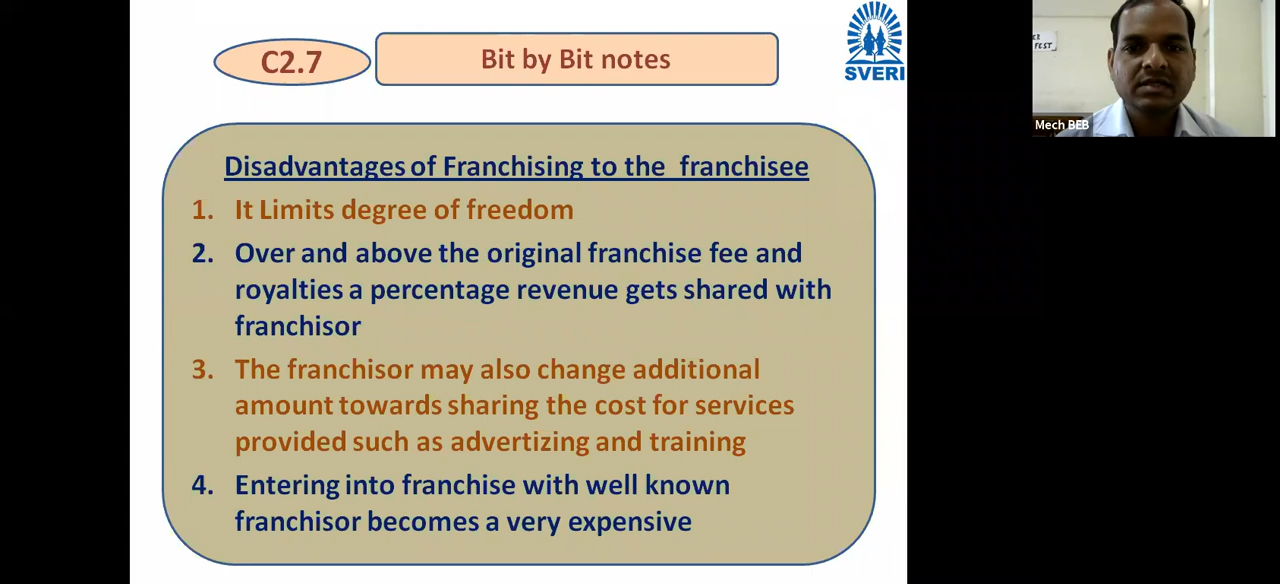 C2.7
Bit by Bit notes
SVERI
Disadvantages of Franchising to the franchisee
1. It Limits degree of freedom
2. Over and above the original franchise fee and
royalties a percentage revenue gets shared with
franchisor
3. The franchisor may also change additional
amount towards sharing the cost for services
provided such as advertizing and training
4. Entering into franchise with well known
franchisor becomes a very expensive
FEST
Mech BEB